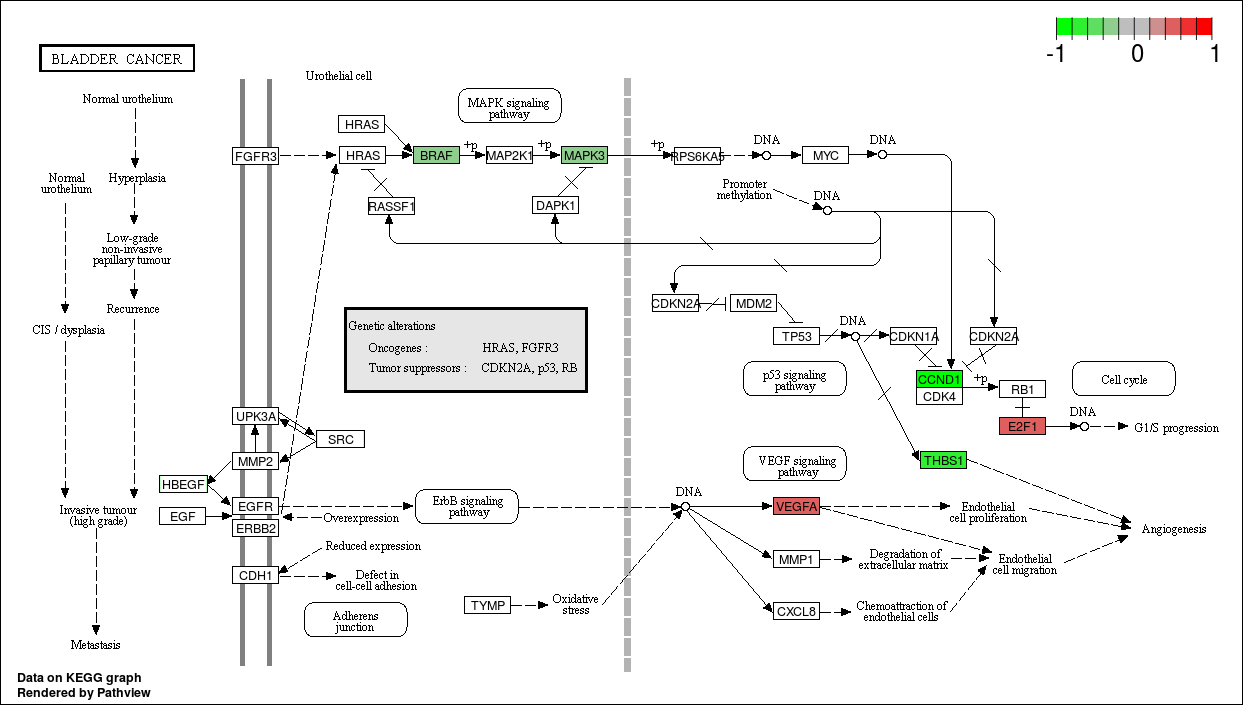 -1 0 1
BLADDER CANCER
Urothelial cell
Normal urothelium
MAPK signaling
pathway
HRAS
FGFR3
HRAS
BRAF
+p
MAP2K1
+p
MAPK3
+p
RPS6KA5
DNA
MYC
DNA
Normal
urothelium
Hyperplasia
RASSF1
DAPK1
Promoter
methylation
DNA
Low-grade
non-invasive
papillary tumour
Recurrence
CIS / dysplasia
CDKN2A
MDM2
TP53
DNA
CDKN1A
CDKN2A
Genetic alterations
Oncogenes : HRAS, FGFR3
Tumor suppressors : CDKN2A, p53, RB
p53 signaling
pathway
CCND1
CDK4
+p
RB1
Cell cycle
E2F1
DNA
G1/S progression
UPK3A
SRC
MMP2
HBEGF
EGF
EGFR
ERBB2
Overexpression
ErbB signaling
pathway
THBS1
VEGF signaling
pathway
DNA
VEGFA
Endothelial
cell proliferation
Angiogenesis
Invasive tumour
(high grade)
Reduced expression
CDH1
Defect in
cell-cell adhesion
MMP1
Degradation of
extracellular matrix
Endothelial
cell migration
TYMP
Oxidative
stress
CXCL8
Chemoattraction of
endothelial cells
Adherens
junction
Metastasis
Data on KEGG graph
Rendered by Pathview